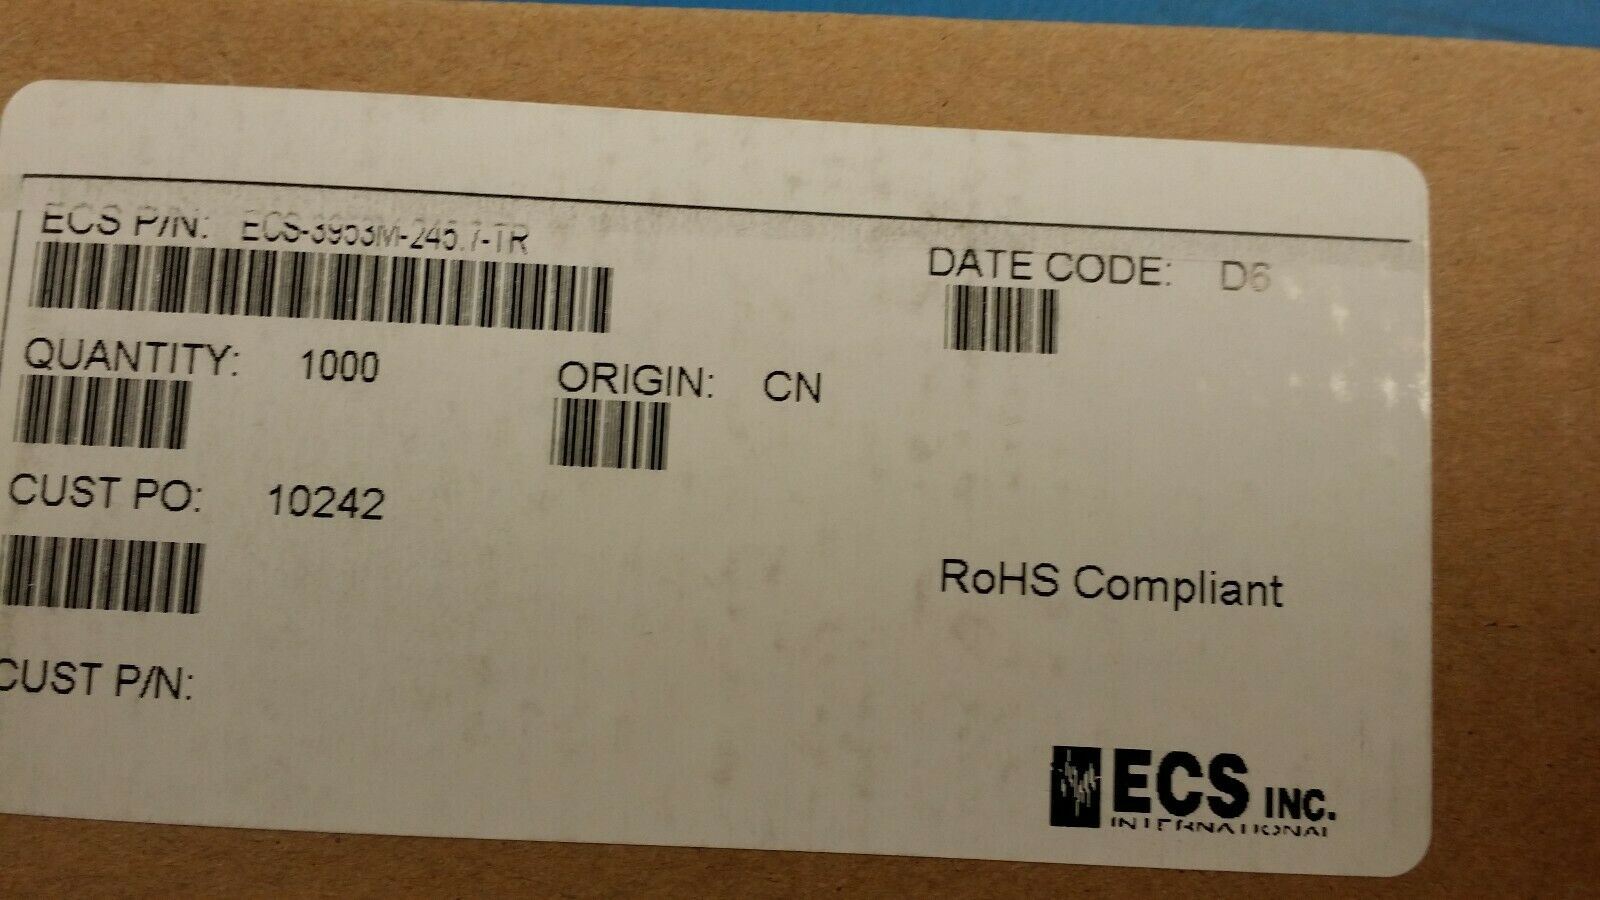 ECS P/N: ECS-3953M-245.7-TR
DATE CODE: D6
QUANTITY: 1000
ORIGIN: CN
CUST PO: 10242
RoHS Compliant
CUST P/N:
ECS INC.
INTERNATIONAL